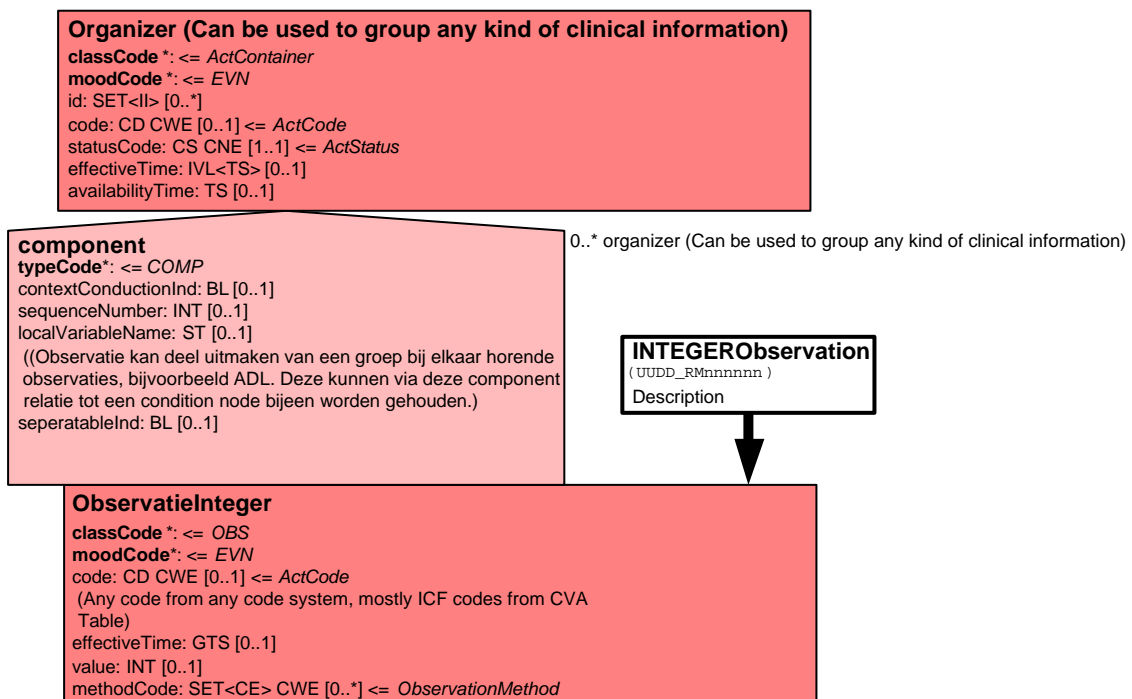 Organizer (Can be used to group any kind of clinical information)
classCode *: <= ActContainer
moodCode *: <= EVN
id: SET<II> [0..*]
code: CD CWE [0..1] <= ActCode
statusCode: CS CNE [1..1] <= ActStatus
effectiveTime: IVL<TS> [0..1]
availabilityTime: TS [0..1]
0..* organizer (Can be used to group any kind of clinical information)
component
typeCode*: <= COMP
contextConductionInd: BL [0..1]
sequenceNumber: INT [0..1]
localVariableName: ST [0..1]
((Observatie kan deel uitmaken van een groep bij elkaar horende
observaties, bijvoorbeeld ADL. Deze kunnen via deze component
relatie tot een condition node bijeen worden gehouden.)
seperatableInd: BL [0..1]
INTEGERObservation
(UUDD_RMnnnnnn )
Description
ObservatieInteger
classCode *: <= OBS
moodCode*: <= EVN
code: CD CWE [0..1] <= ActCode
(Any code from any code system, mostly ICF codes from CVA
Table)
effectiveTime: GTS [0..1]
value: INT [0..1]
methodCode: SET<CE> CWE [0..*] <= ObservationMethod